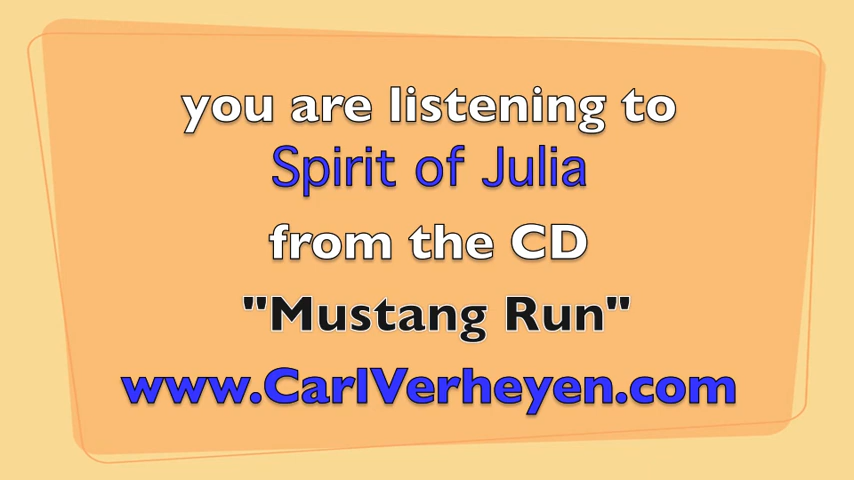 you are listening to
Spirit of Julia
from the CD
"Mustang Run"
www.CarlVerheyen.com